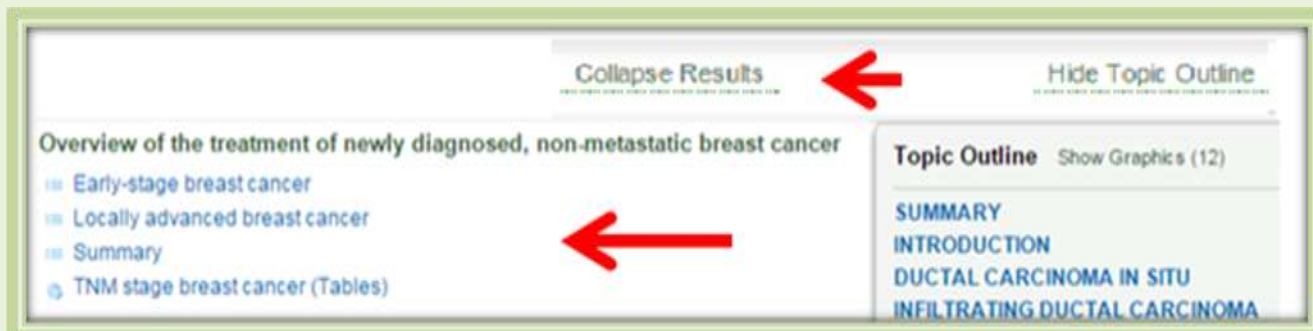 Collapse Results
Hide Topic Outline
Overview of the treatment of newly diagnosed, non-metastatic breast cancer
Early-stage breast cancer
Locally advanced breast cancer
Summary
TNM stage breast cancer (Tables)
Topic Outline Show Graphics (12)
SUMMARY
INTRODUCTION
DUCTAL CARCINOMA IN SITU
INFILTRATING DUCTAL CARCINOMA